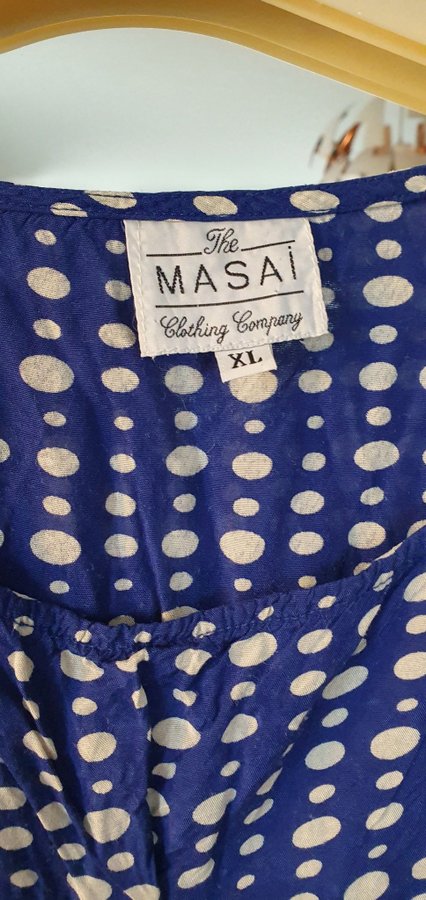 The
MASAi
Clothing Company
XL